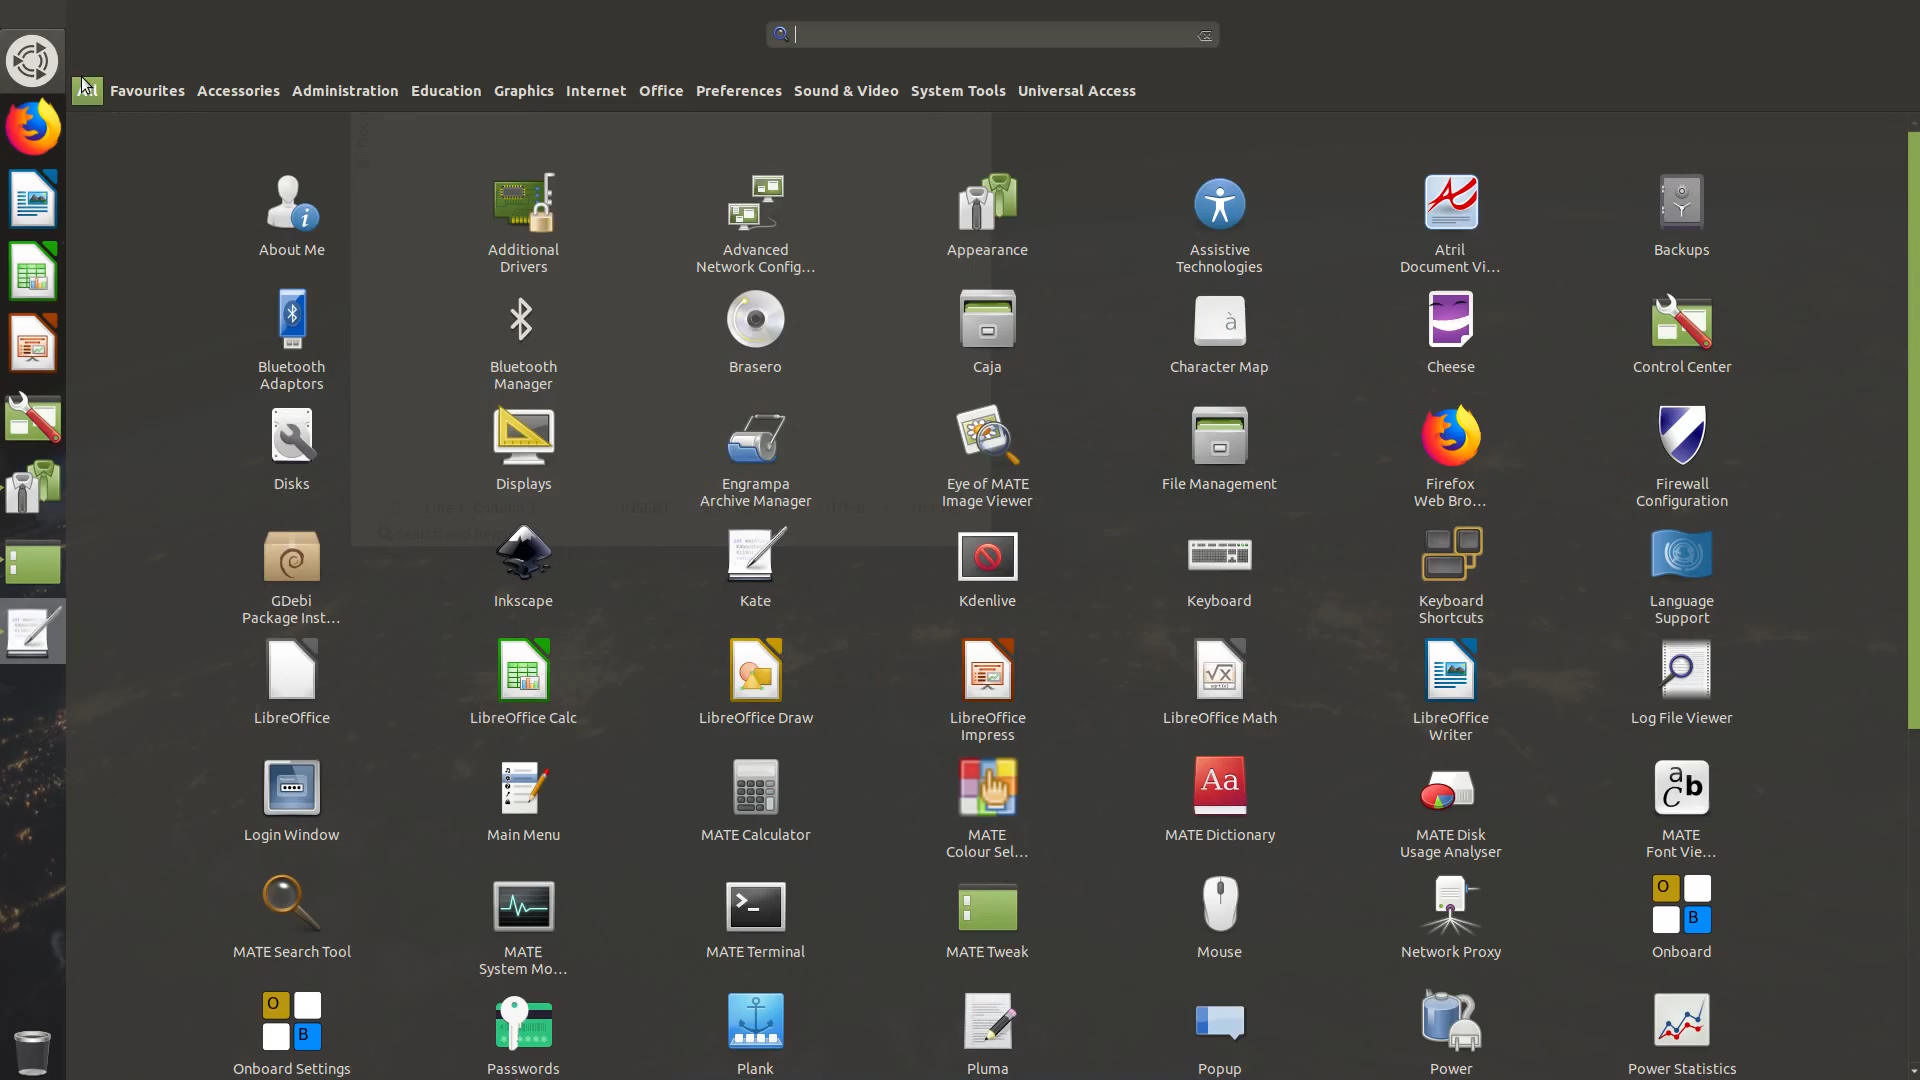 All
Favourites
Accessories
Administration
Education
Graphics
Internet
Office
Preferences
Sound & Video
System Tools
Universal Access
About Me
Additional
Drivers
Advanced
Network Config...
Appearance
Assistive
Technologies
Atril
Document Vi...
Backups
Bluetooth
Adaptors
Bluetooth
Manager
Brasero
Caja
à
Character Map
Cheese
Control Center
Disks
Displays
Engrampa
Archive Manager
Eye of MATE
Image Viewer
File Management
Firefox
Web Bro...
Firewall
Configuration
GDebi
Package Inst...
Inkscape
Kate
Kdenlive
Keyboard
Keyboard
Shortcuts
Language
Support
LibreOffice
LibreOffice Calc
LibreOffice Draw
LibreOffice
Impress
LibreOffice Math
LibreOffice
Writer
Log File Viewer
Login Window
Main Menu
MATE Calculator
MATE
Colour Sel...
Aa
MATE Dictionary
MATE Disk
Usage Analyser
a b C
MATE
Font Vie...
MATE Search Tool
MATE
System Mo...
>_
MATE Terminal
MATE Tweak
Mouse
Network Proxy
O
B
Onboard
O
B
Onboard Settings
Passwords
Plank
Pluma
Popup
Power
Power Statistics